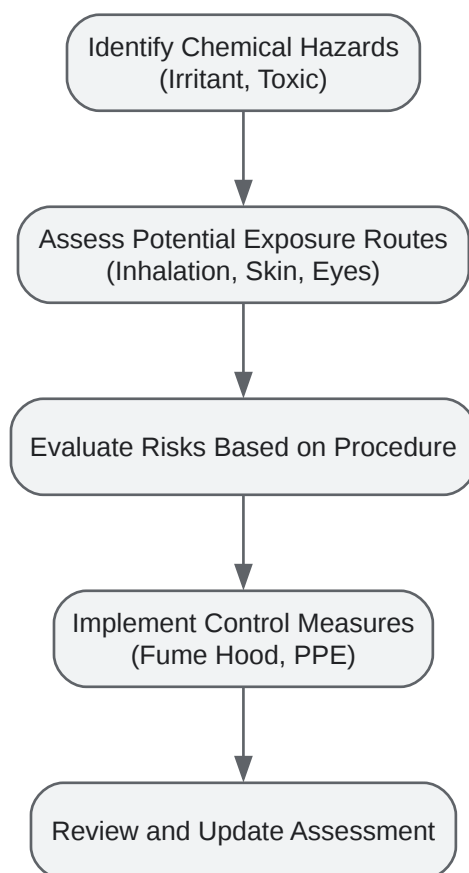 Identify Chemical Hazards
(Irritant, Toxic)
Assess Potential Exposure Routes
(Inhalation, Skin, Eyes)
Evaluate Risks Based on Procedure
Implement Control Measures
(Fume Hood, PPE)
Review and Update Assessment